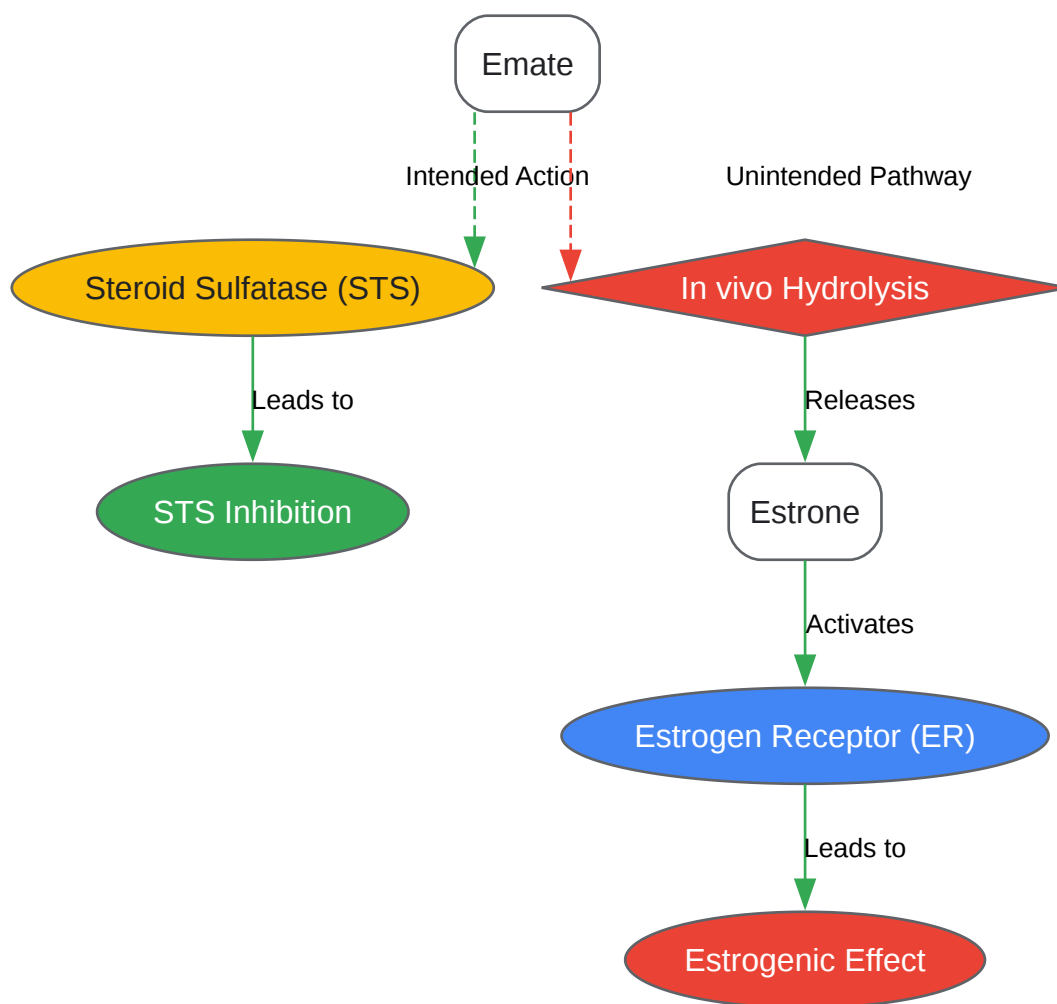 Emate
Intended Action
Unintended Pathway
Steroid Sulfatase (STS)
In vivo Hydrolysis
Leads to
Releases
STS Inhibition
Estrone
Activates
Estrogen Receptor (ER)
Leads to
Estrogenic Effect